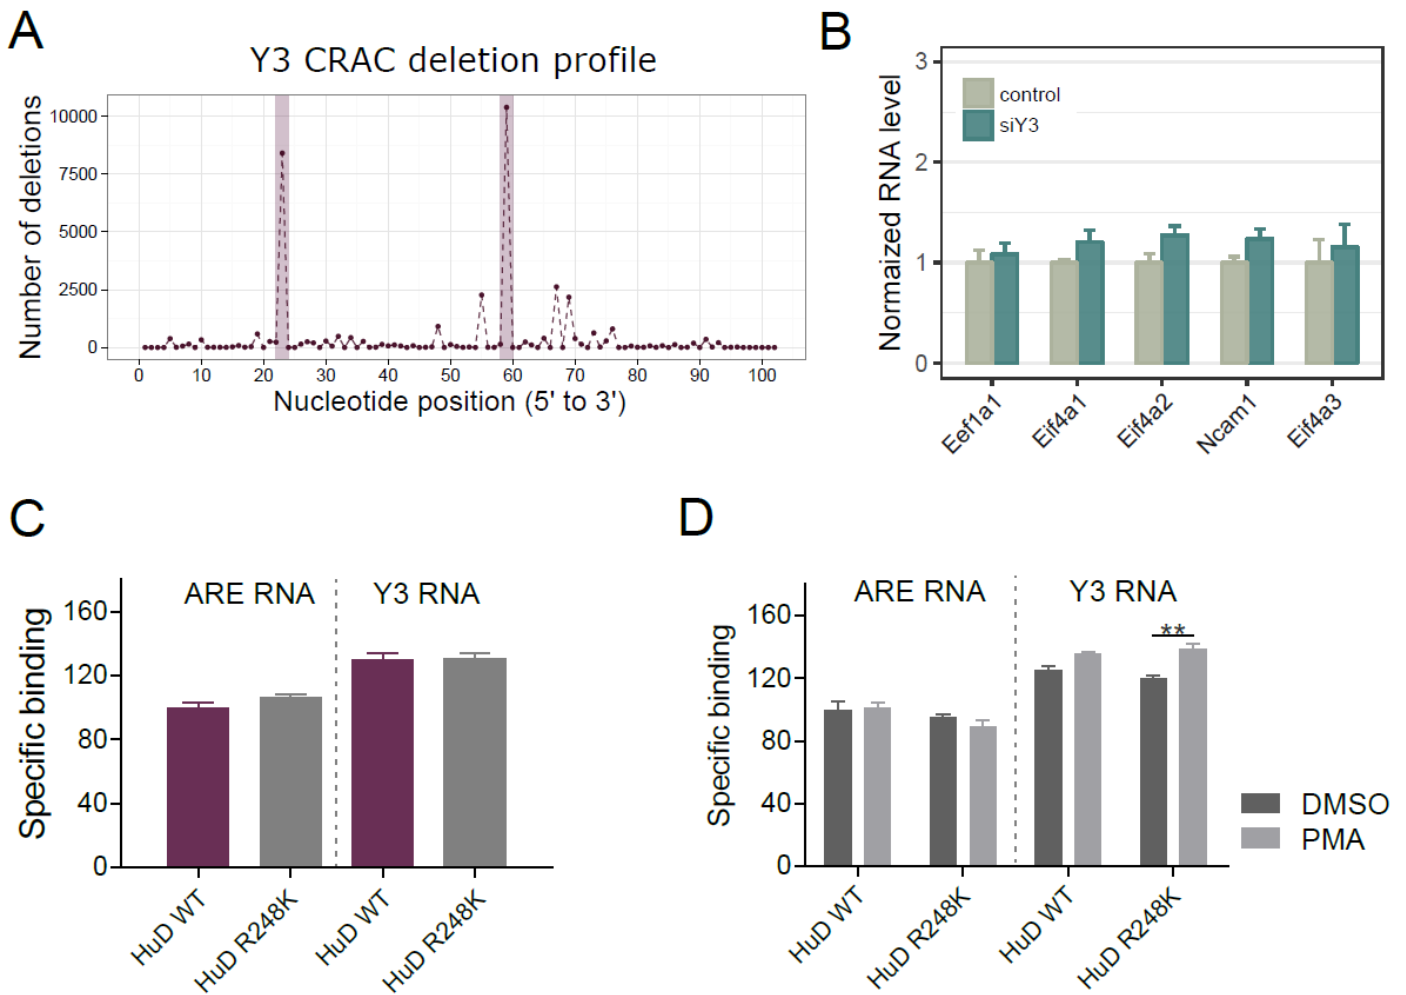 A
Y3 CRAC deletion profile
Number of deletions
10000
7500
5000
2500
0
0 10 20 30 40 50 60 70 80 90 100
Nucleotide position (5' to 3')
B
Normaized RNA level
3
2
1
0
control
siY3
Eef1a1 Eif4a1 Eif4a2 Ncam1 Eif4a3
C
ARE RNA Y3 RNA
Specific binding
160
120
80
40
0
HuD WT HuD R248K HuD WT HuD R248K
D
ARE RNA Y3 RNA
Specific binding
160
120
80
40
0
**
HuD WT HuD R248K HuD WT HuD R248K
DMSO
PMA